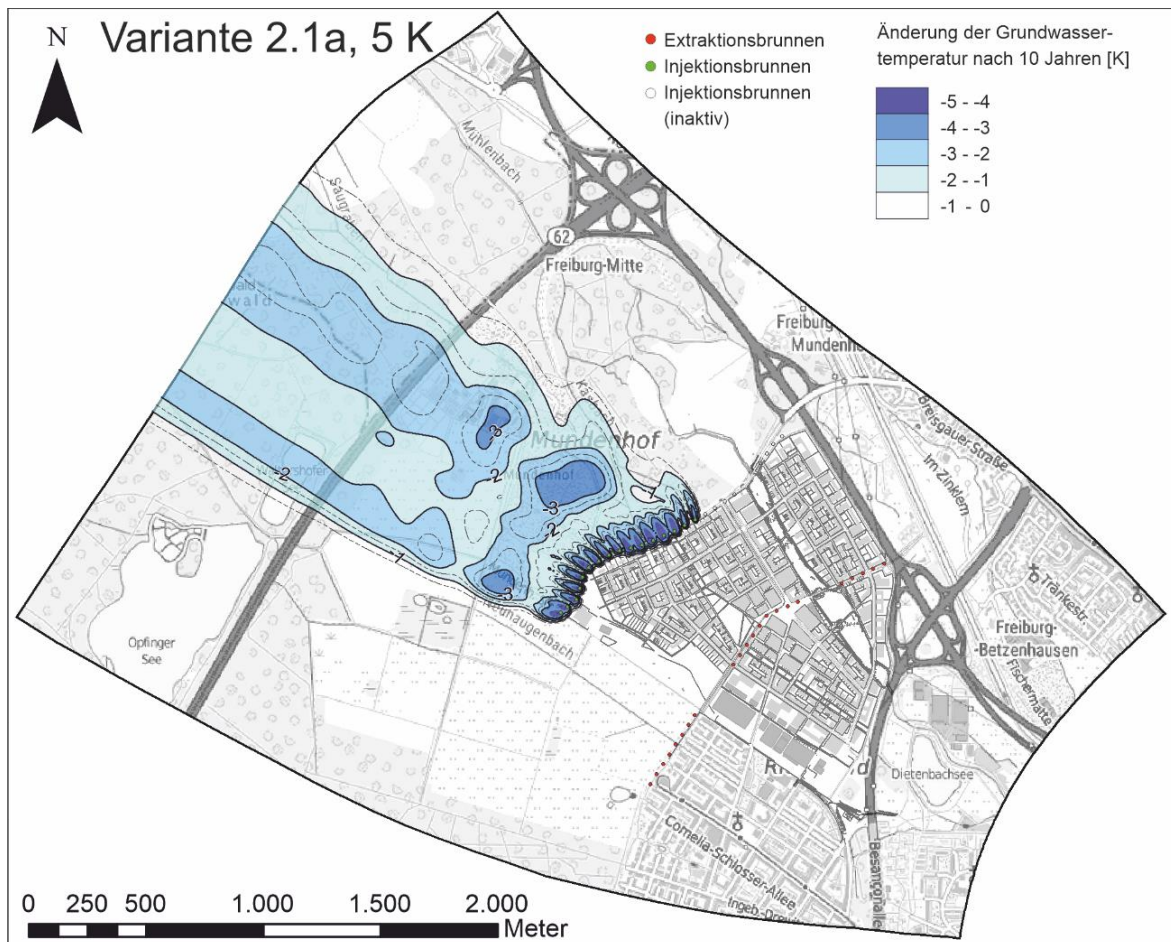 N
Variante 2.1a, 5 K
Extraktionsbrunnen
Injektionsbrunnen
Injektionsbrunnen
(inaktiv)
Änderung der Grundwasser-
temperatur nach 10 Jahren [K]
-5 - -4
-4 - -3
-3 - -2
-2 - -1
-1 - 0
Mühlenbach
62
Freiburg-Mitte
Freiburg
Breisgauer-Straße
Im Zinklern
Mundenhof
Mundenhof
-3
-2
-3
-2
-2
-1
-3
Opfinger
See
Tränkestr.
Freiburg-
-Betzenhausen
Fischermatte
Dietenbachsee
Cornelia-Schlosser-Allee
Besançonallee
0 250 500 1.000 1.500 2.000
Meter